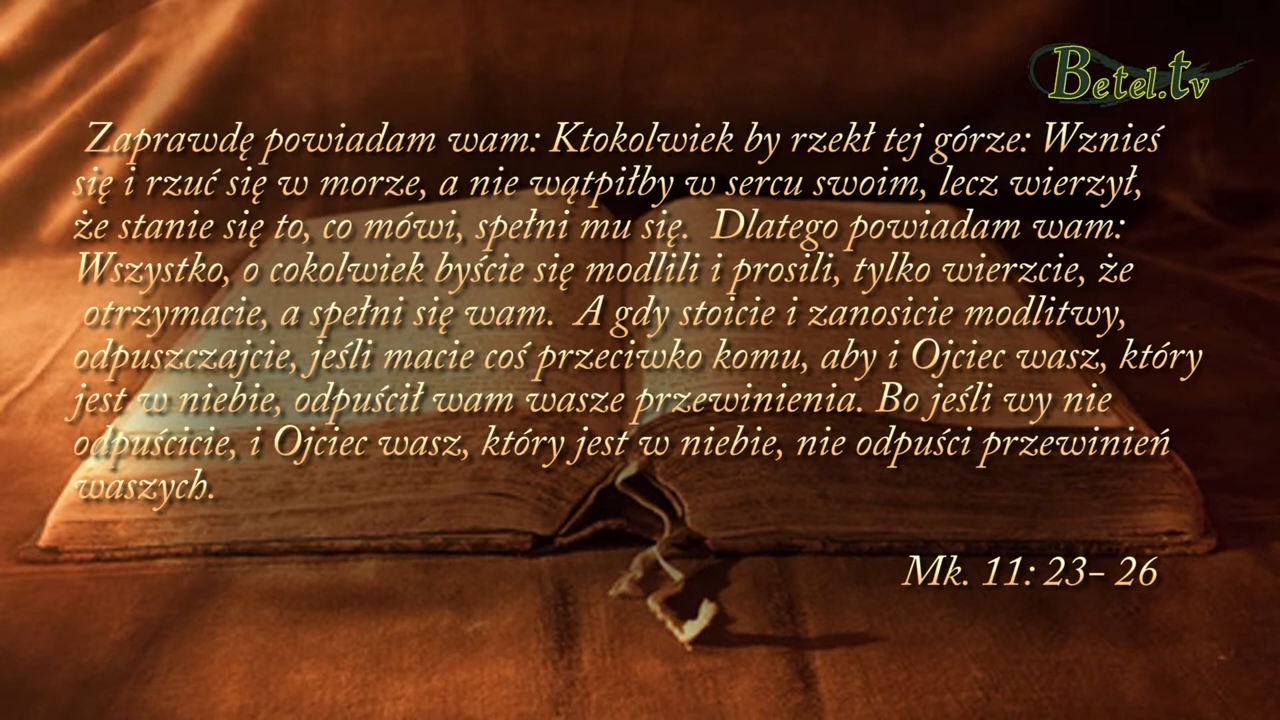 Betel.tv
Zaprawdę powiadam wam: Ktokolwiek by rzekł tej górze: Wznieś
się i rzuć się w morze, a nie wątpiłby w sercu swoim, lecz wierzył,
że stanie się to, co mówi, spełni mu się. Dlatego powiadam wam:
Wszystko, o cokolwiek byście się modlili i prosili, tylko wierzcie, że
otrzymacie, a spełni się wam. A gdy stoicie i zanosicie modlitwy,
odpuszczajcie, jeśli macie coś przeciwko komu, aby i Ojciec wasz, który
jest w niebie, odpuścił wam wasze przewinienia. Bo jeśli wy nie
odpuścicie, i Ojciec wasz, który jest w niebie, nie odpuści przewinień
waszych.
Mk. 11: 23- 26